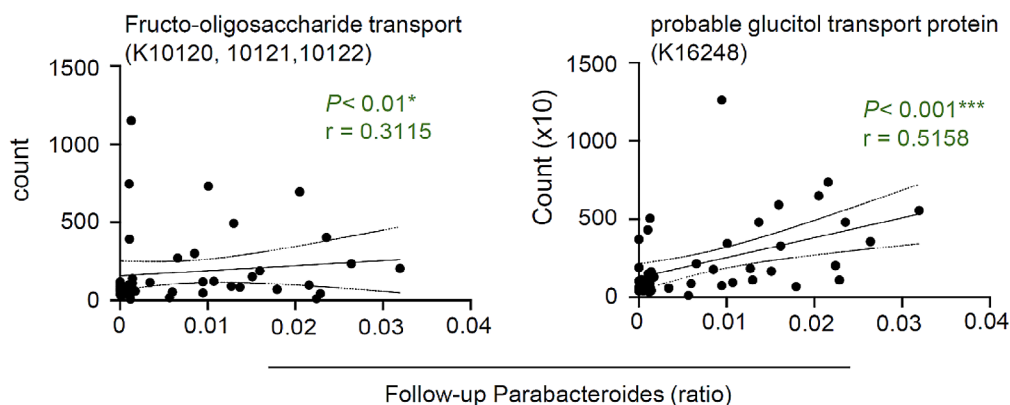 Fructo-oligosaccharide transport
(K10120, 10121,10122)
1500
1000
500
0
count
P< 0.01*
r = 0.3115
0 0.01 0.02 0.03 0.04
probable glucitol transport protein
(K16248)
1500
1000
500
0
Count (x10)
P< 0.001***
r = 0.5158
0 0.01 0.02 0.03 0.04
Follow-up Parabacteroides (ratio)